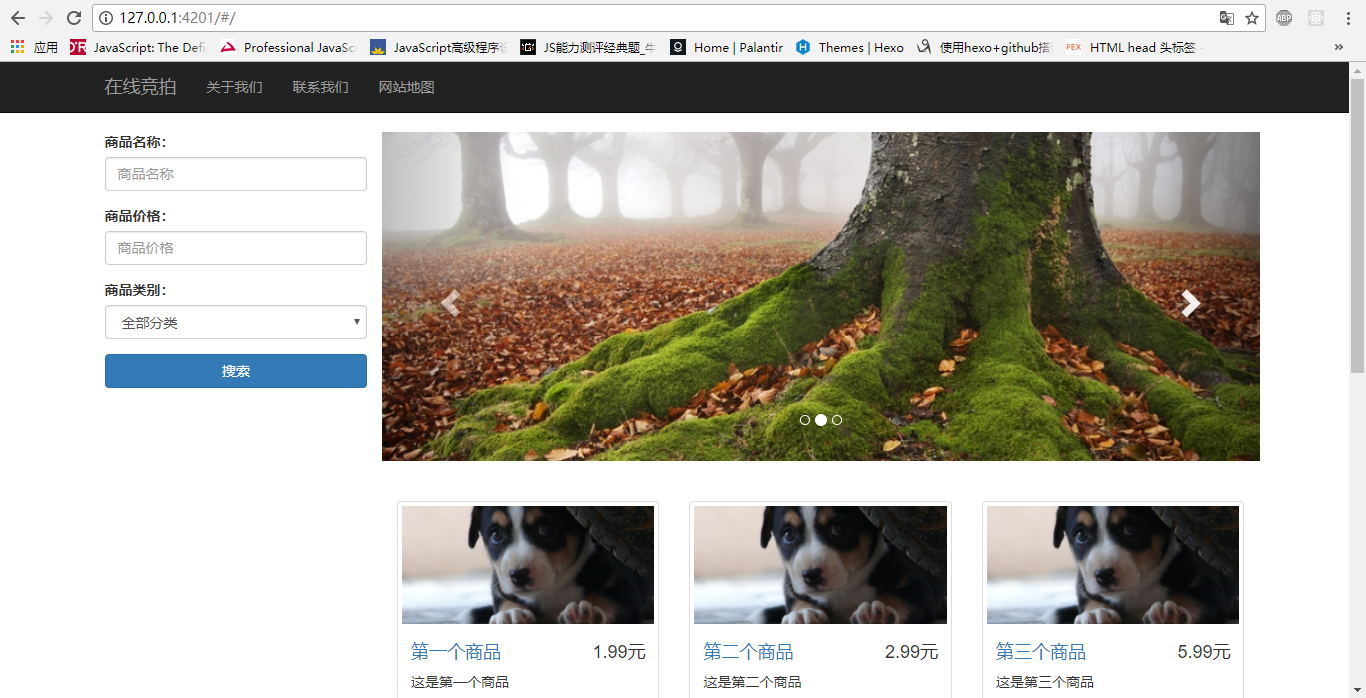 127.0.0.1:4201/#/
ABP
应用 JavaScript: The Defi Professional JavaSc JavaScript高级程序设 JS能力测评经典题_牛 Home | Palantir Themes | Hexo 使用hexo+github搭 FEX HTML head 头标签 »
在线竞拍 关于我们 联系我们 网站地图
商品名称：
商品名称
商品价格：
商品价格
商品类别：
全部分类
搜索
第一个商品 1.99元
这是第一个商品
第二个商品 2.99元
这是第二个商品
第三个商品 5.99元
这是第三个商品